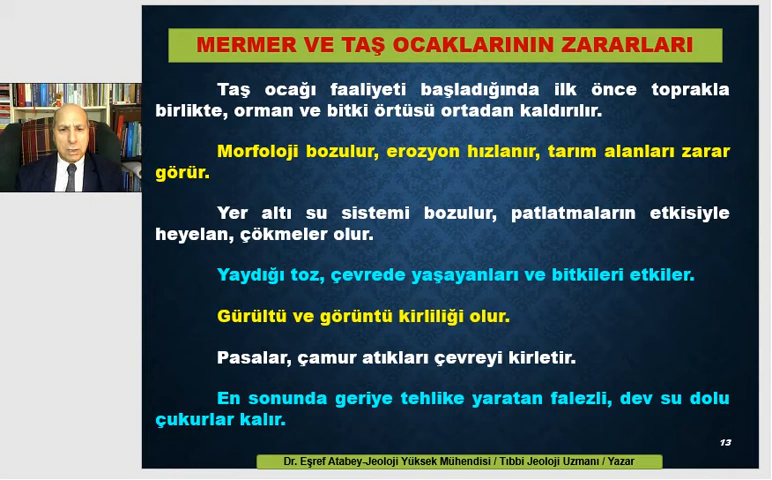 MERMER VE TAŞ OCAKLARININ ZARARLARI
Taş ocağı faaliyeti başladığında ilk önce toprakla
birlikte, orman ve bitki örtüsü ortadan kaldırılır.
Morfoloji bozulur, erozyon hızlanır, tarım alanları zarar
görür.
Yer altı su sistemi bozulur, patlatmaların etkisiyle
heyelan, çökmeler olur.
Yaydığı toz, çevrede yaşayanları ve bitkileri etkiler.
Gürültü ve görüntü kirliliği olur.
Pasalar, çamur atıkları çevreyi kirletir.
En sonunda geriye tehlike yaratan falezli, dev su dolu
çukurlar kalır.
13
Dr. Eşref Atabey-Jeoloji Yüksek Mühendisi / Tıbbi Jeoloji Uzmanı / Yazar